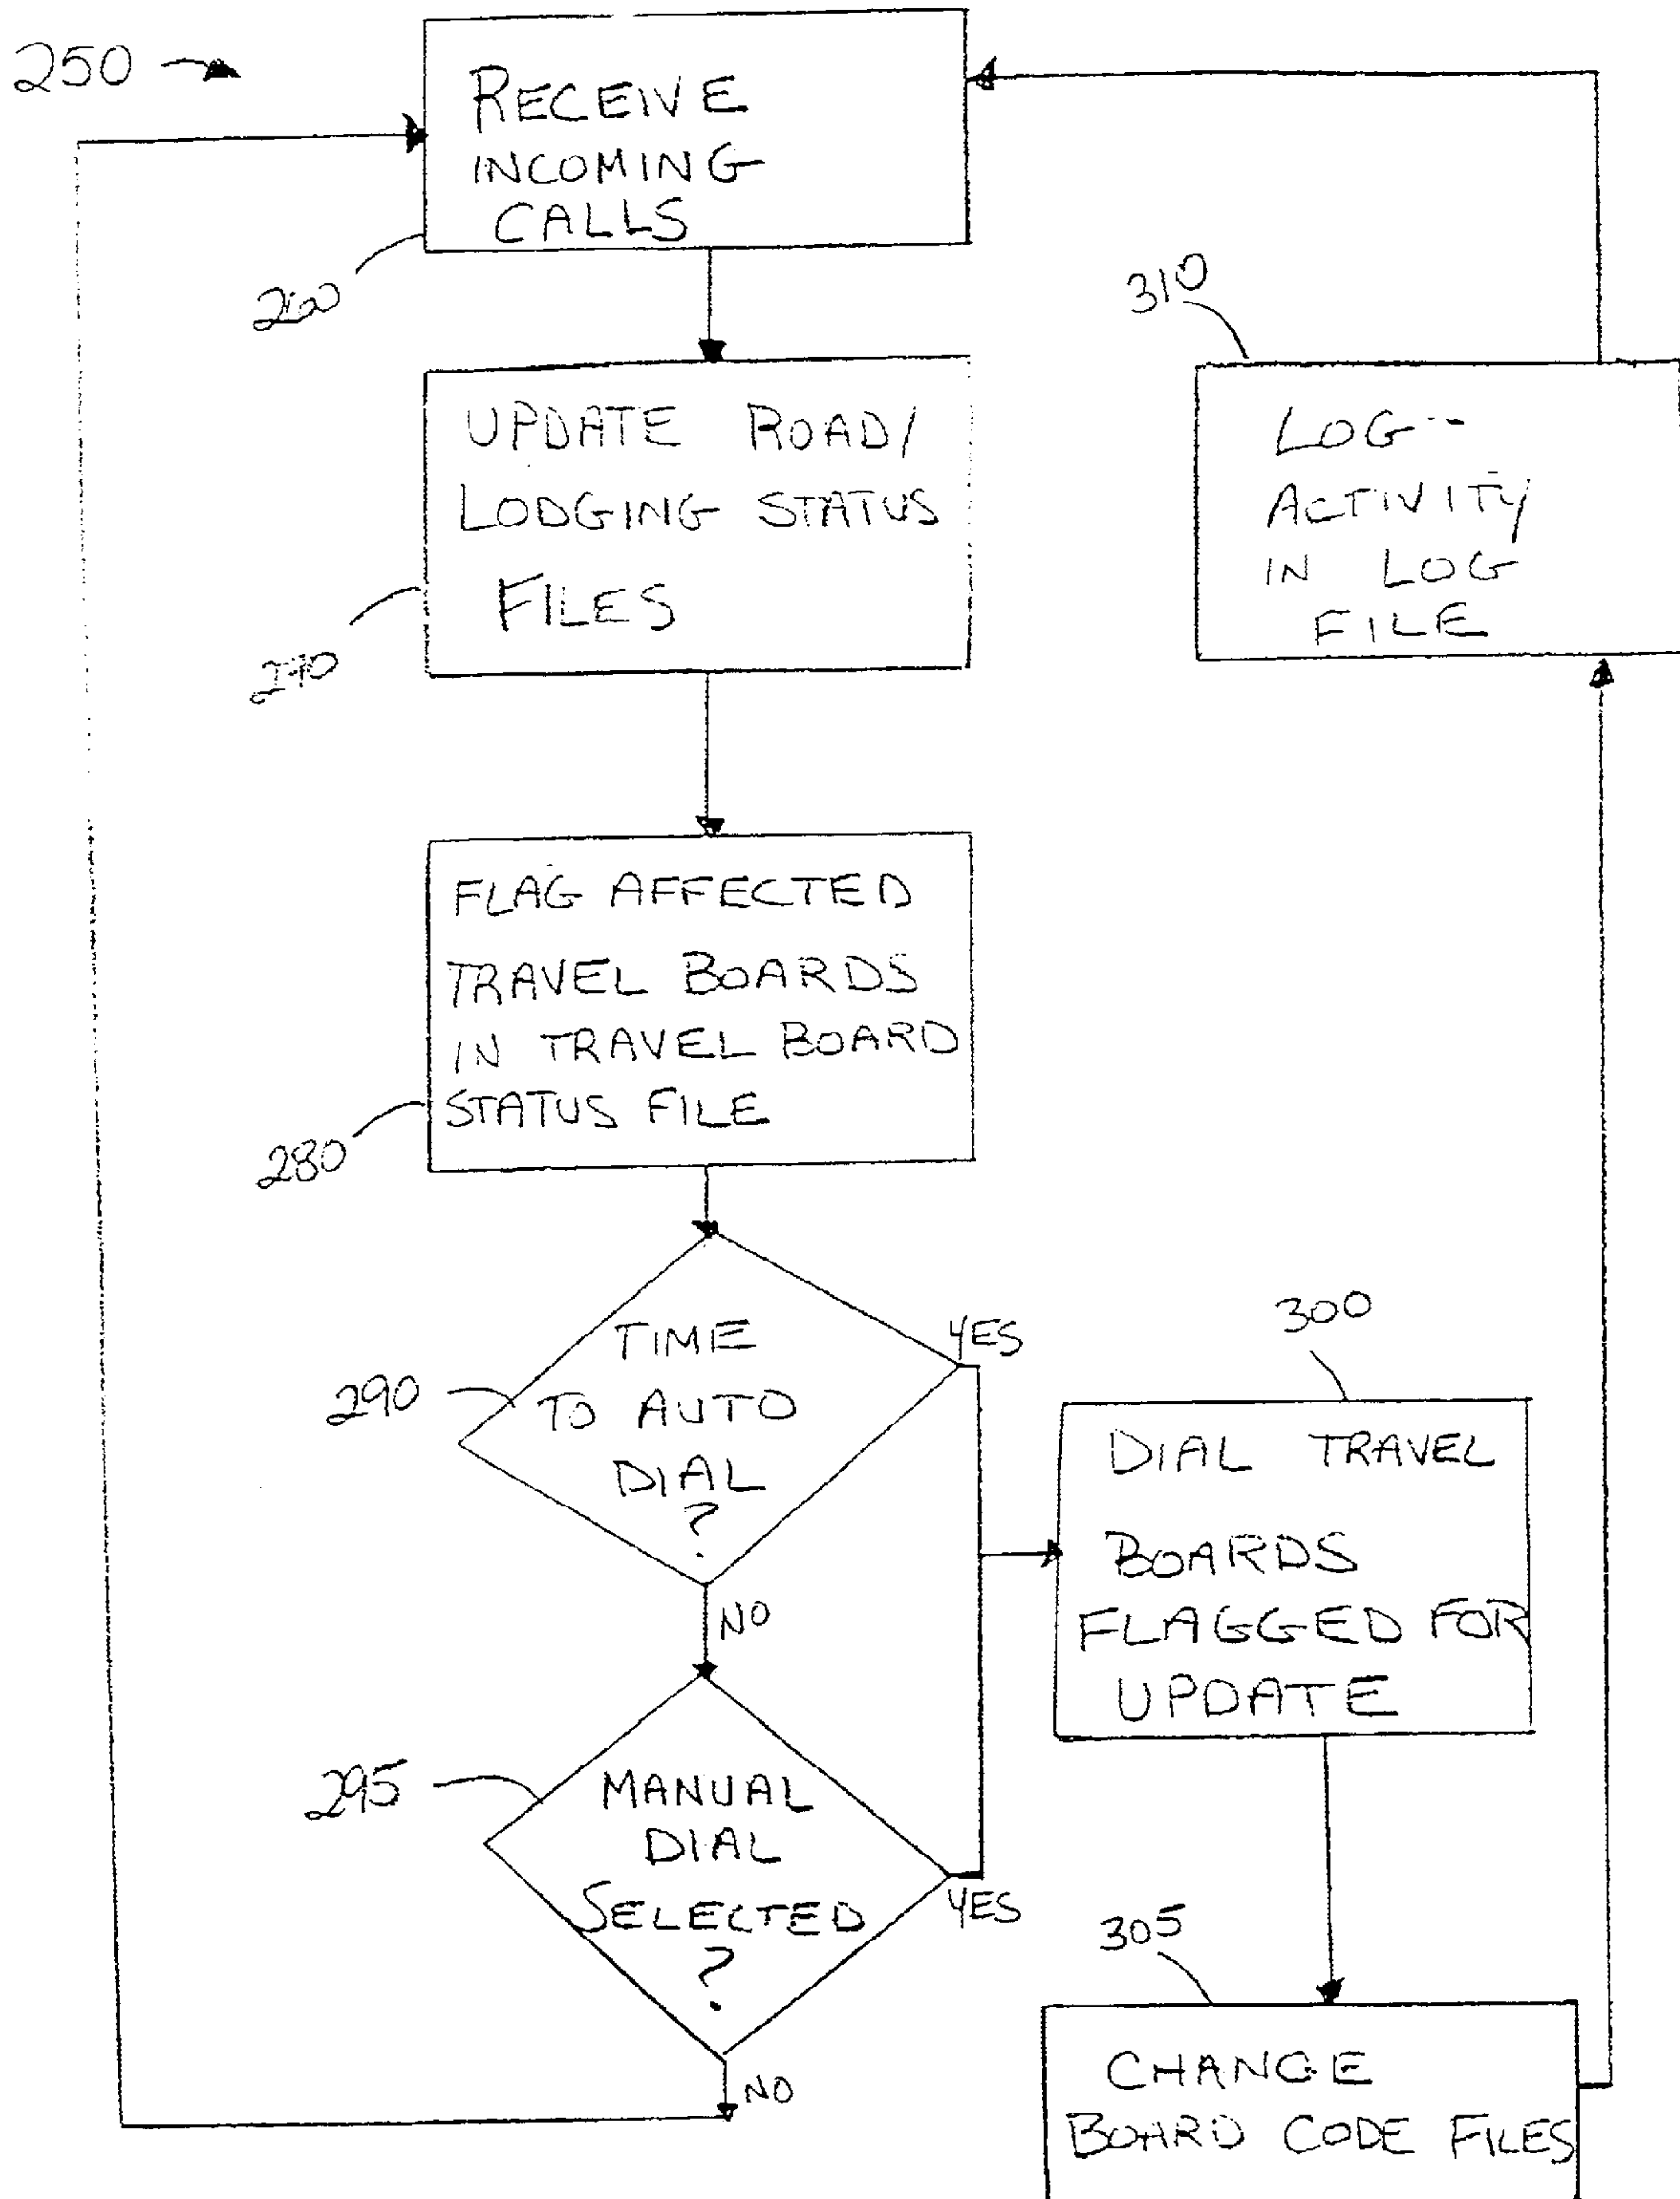 250
RECEIVE
INCOMING
CALLS
260
310
UPDATE ROAD/
LODGING STATUS
FILES
270
LOG
ACTIVITY
IN LOG
FILE
FLAG AFFECTED
TRAVEL BOARDS
IN TRAVEL BOARD
STATUS FILE
280
TIME
TO AUTO
DIAL
?
290
YES
NO
300
DIAL TRAVEL
BOARDS
FLAGGED FOR
UPDATE
MANUAL
DIAL
SELECTED
?
295
YES
NO
305
CHANGE
BOARD CODE FILES